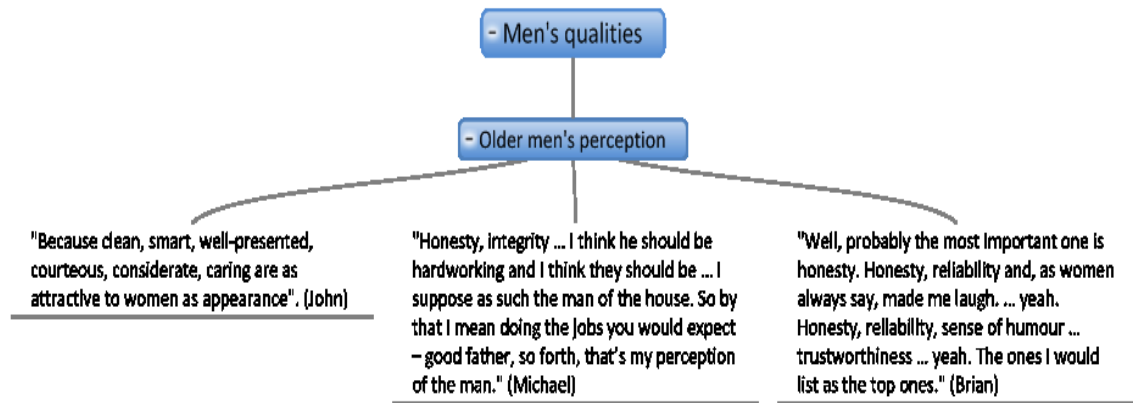 - Men's qualities
- Older men's perception
"Because clean, smart, well-presented,
courteous, considerate, caring are as
attractive to women as appearance". (John)
"Honesty, integrity ... I think he should be
hardworking and I think they should be ... I
suppose as such the man of the house. So by
that I mean doing the jobs you would expect
– good father, so forth, that's my perception
of the man." (Michael)
"Well, probably the most important one is
honesty. Honesty, reliability and, as women
always say, made me laugh. ... yeah.
Honesty, reliability, sense of humour ...
trustworthiness ... yeah. The ones I would
list as the top ones." (Brian)